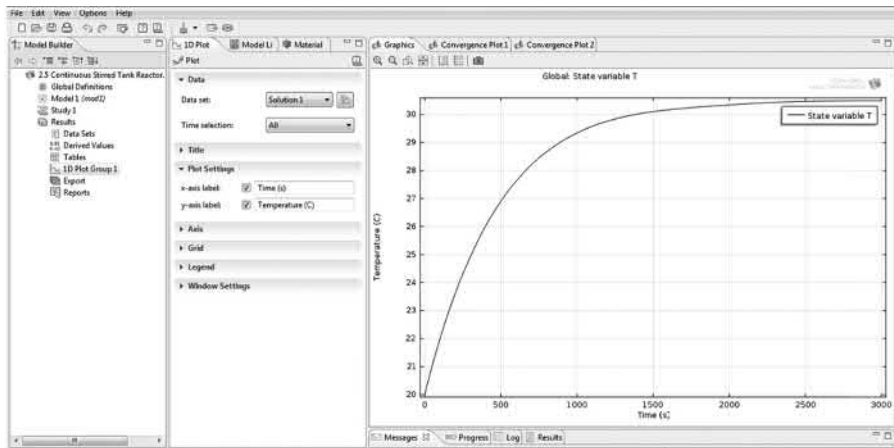 File Edit View Options Help
Model Builder
2.5 Continuous Stirred Tank Reactor.
Global Definitions
Model 1 (mod1)
Study 1
Results
Data Sets
Derived Values
Tables
1D Plot Group 1
Export
Reports
1D Plot Model Li Material
Plot
Data
Data set: Solution 1
Time selection: All
Title
Plot Settings
x-axis label: Time (s)
y-axis label: Temperature (C)
Axis
Grid
Legend
Window Settings
Graphics Convergence Plot 1 Convergence Plot 2
Global: State variable T
State variable T
Temperature (C)
30
29
28
27
26
25
24
23
22
21
20
0 500 1000 1500 2000 2500 3000
Time (s)
Messages Progress Log Results